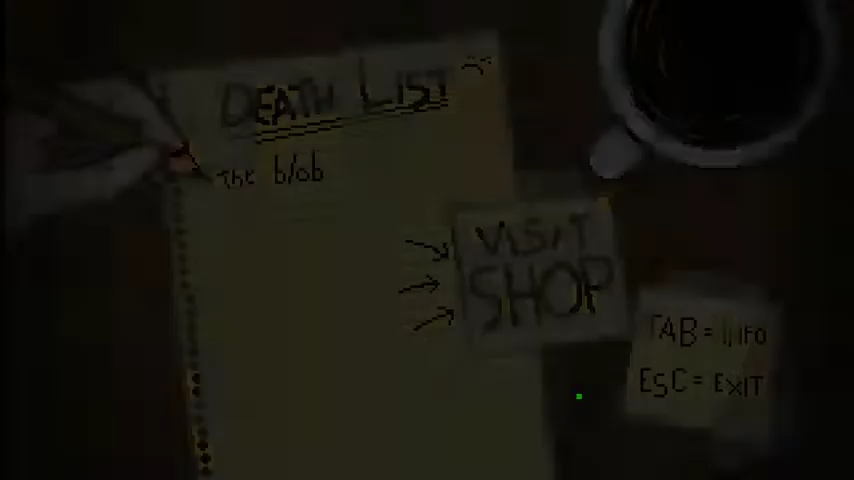 DEATH LIST
the blob
VISIT
SHOP
TAB = INFO
ESC = EXIT